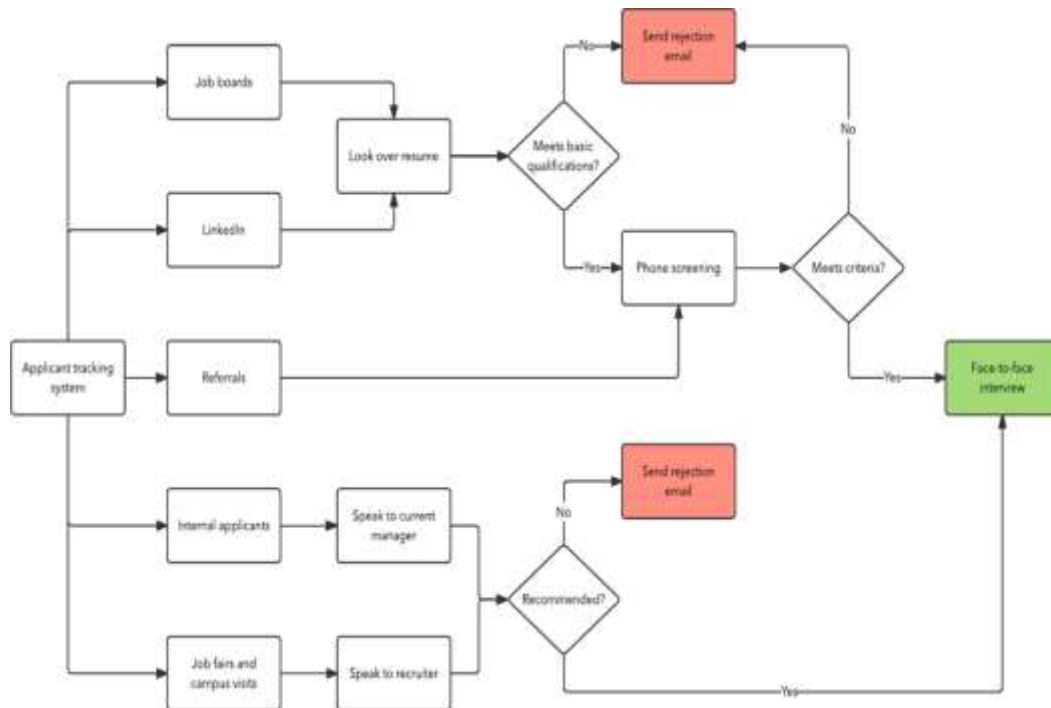 Send rejection
email
No
Job boards
Meets basic
qualifications?
Look over resume
No
LinkedIn
Yes
Phone screening
Meets criteria?
Applicant tracking
system
Referrals
Yes
Face-to-face
interview
Send rejection
email
Internal applicants
Speak to current
manager
No
Recommended?
Job fairs and
campus visits
Speak to recruiter
Yes